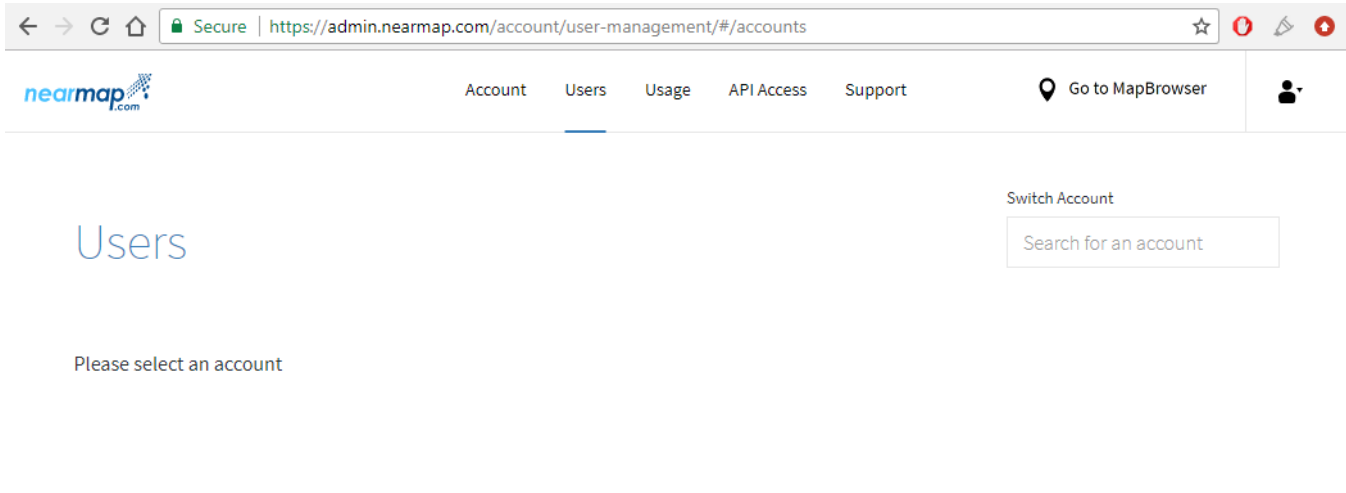 Secure | https://admin.nearmap.com/account/user-management/#/accounts
nearmap.com Account Users Usage API Access Support Go to MapBrowser
Switch Account
Users
Search for an account
Please select an account